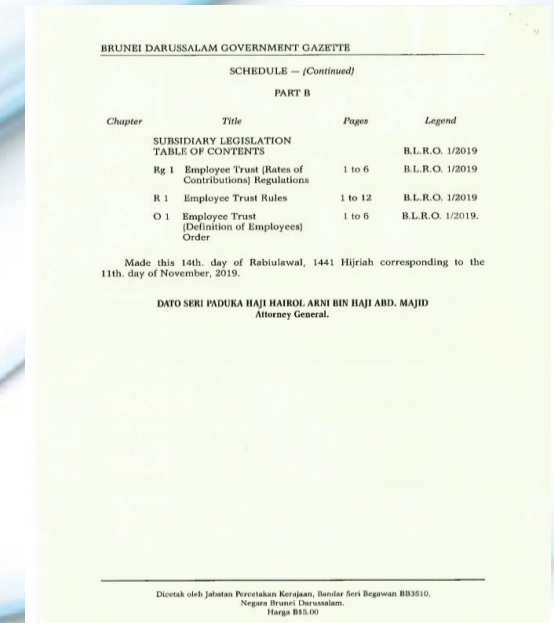 BRUNEI DARUSSALAM GOVERNMENT GAZETTE
SCHEDULE — (Continued)
PART B
Chapter Title Pages Legend
SUBSIDIARY LEGISLATION
TABLE OF CONTENTS B.L.R.O. 1/2019
Rg 1 Employee Trust (Rates of 1 to 6 B.L.R.O. 1/2019
Contributions) Regulations
R 1 Employee Trust Rules 1 to 12 B.L.R.O. 1/2019
O 1 Employee Trust 1 to 6 B.L.R.O. 1/2019.
(Definition of Employees)
Order
Made this 14th. day of Rabiulawal, 1441 Hijriah corresponding to the
11th. day of November, 2019.
DATO SERI PADUKA HAJI HAIROL ARNI BIN HAJI ABD. MAJID
Attorney General.
Dicetak oleh Jabatan Percetakan Kerajaan, Bandar Seri Begawan BB3510,
Negara Brunei Darussalam.
Harga B$5.00